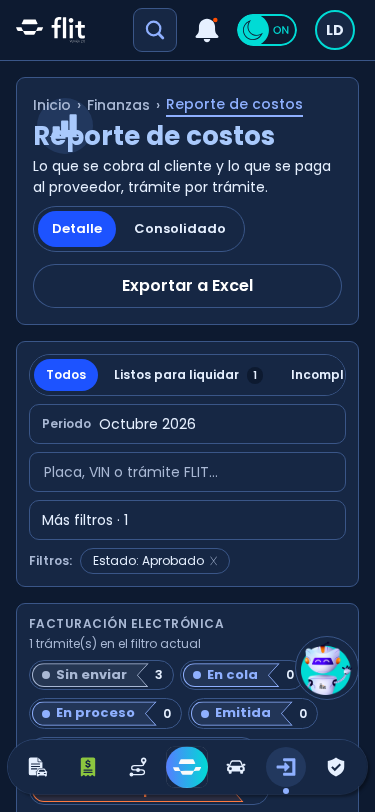 flit
ON
LD
Inicio › Finanzas › Reporte de costos
Reporte de costos
Lo que se cobra al cliente y lo que se paga
al proveedor, trámite por trámite.
Detalle
Consolidado
Exportar a Excel
Todos
Listos para liquidar 1
Incompl
Periodo Octubre 2026
Placa, VIN o trámite FLIT...
Más filtros · 1
Filtros: Estado: Aprobado X
FACTURACIÓN ELECTRÓNICA
1 trámite(s) en el filtro actual
Sin enviar 3
En cola 0
En proceso 0
Emitida 0